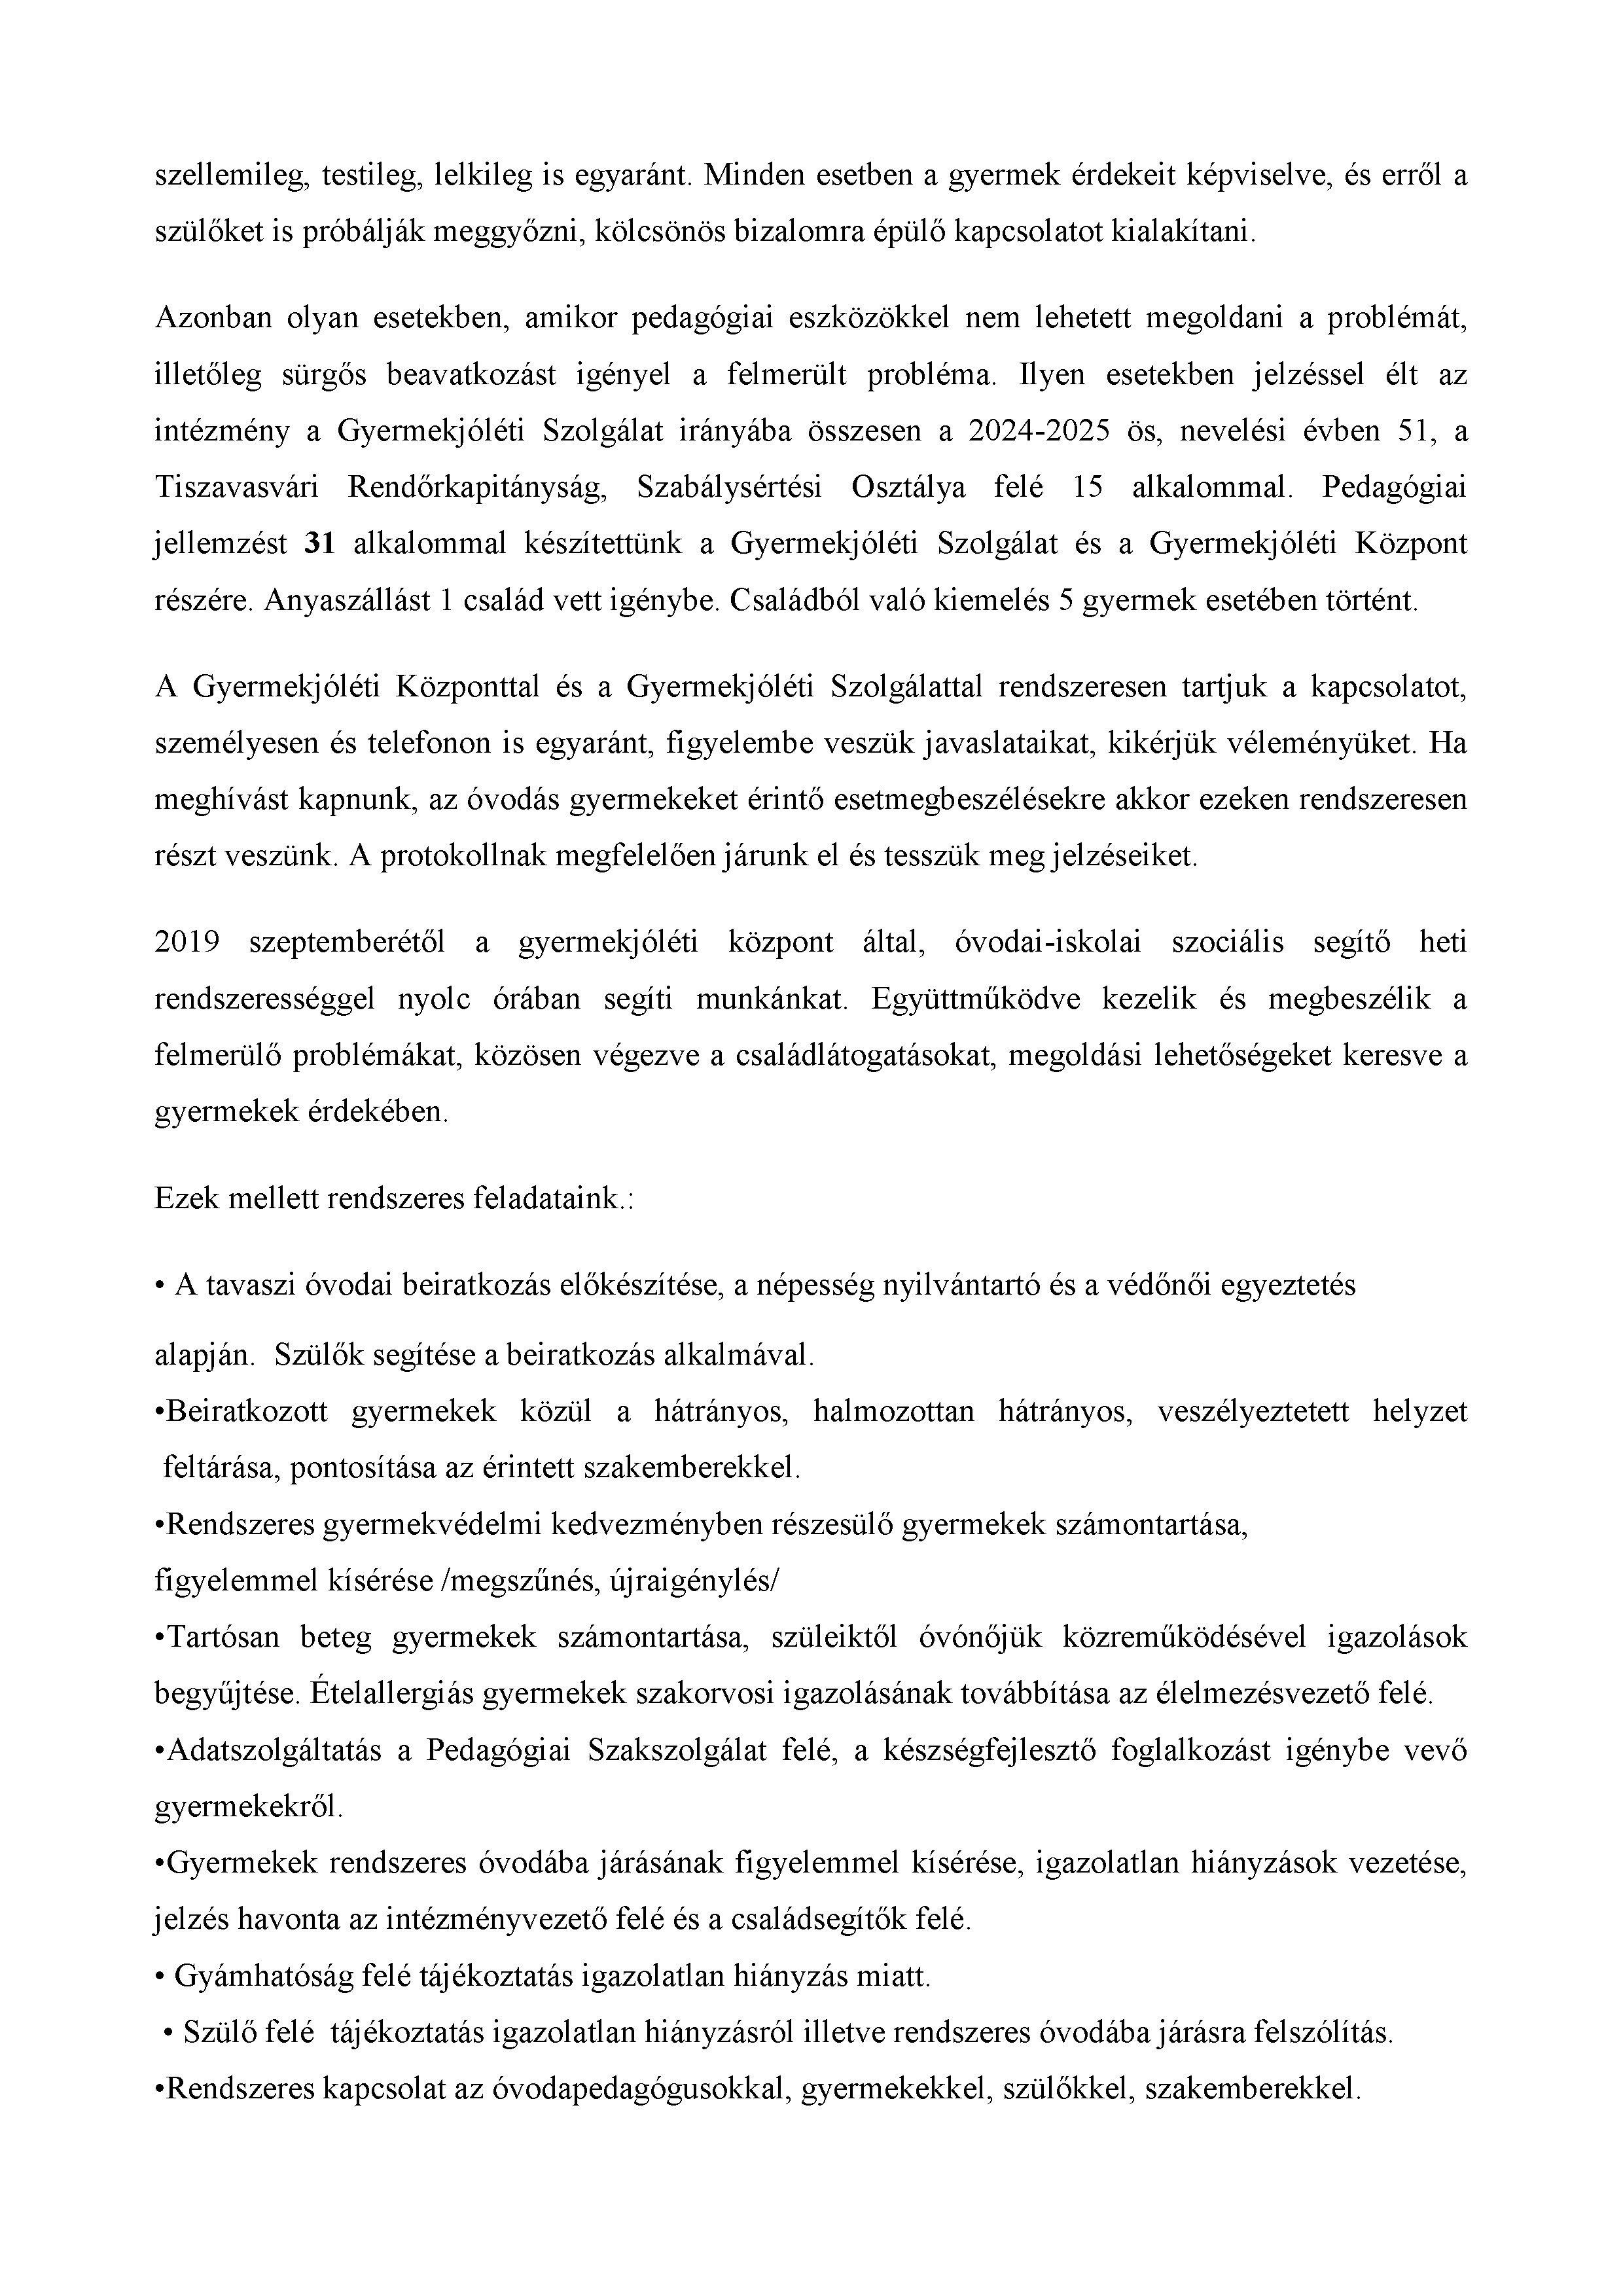 szellemileg, testileg, lelkileg is egyaránt. Minden esetben a gyermek érdekeit képviselve, és erről a
szülőket is próbálják meggyőzni, kölcsönös bizalomra épülő kapcsolatot kialakítani.
Azonban olyan esetekben, amikor pedagógiai eszközökkel nem lehetett megoldani a problémát,
illetőleg sürgős beavatkozást igényel a felmerült probléma. Ilyen esetekben jelzéssel élt az
intézmény a Gyermekjóléti Szolgálat irányába összesen a 2024-2025 ös, nevelési évben 51, a
Tiszavasvári Rendőrkapitányság, Szabálysértési Osztálya felé 15 alkalommal. Pedagógiai
jellemzést 31 alkalommal készítettünk a Gyermekjóléti Szolgálat és a Gyermekjóléti Központ
részére. Anyaszállást 1 család vett igénybe. Családból való kiemelés 5 gyermek esetében történt.
A Gyermekjóléti Központtal és a Gyermekjóléti Szolgálattal rendszeresen tartjuk a kapcsolatot,
személyesen és telefonon is egyaránt, figyelembe veszük javaslataikat, kikérjük véleményüket. Ha
meghívást kapnunk, az óvodás gyermekeket érintő esetmegbeszélésekre akkor ezeken rendszeresen
részt veszünk. A protokollnak megfelelően járunk el és tesszük meg jelzéseiket.
2019 szeptemberétől a gyermekjóléti központ által, óvodai-iskolai szociális segítő heti
rendszerességgel nyolc órában segíti munkánkat. Együttműködve kezelik és megbeszélik a
felmerülő problémákat, közösen végezve a családlátogatásokat, megoldási lehetőségeket keresve a
gyermekek érdekében.
Ezek mellett rendszeres feladataink.:
• A tavaszi óvodai beiratkozás előkészítése, a népesség nyilvántartó és a védőnői egyeztetés
alapján. Szülők segítése a beiratkozás alkalmával.
•Beiratkozott gyermekek közül a hátrányos, halmozottan hátrányos, veszélyeztetett helyzet
feltárása, pontosítása az érintett szakemberekkel.
•Rendszeres gyermekvédelmi kedvezményben részesülő gyermekek számontartása,
figyelemmel kísérése /megszűnés, újraigénylés/
•Tartósan beteg gyermekek számontartása, szüleiktől óvónőjük közreműködésével igazolások
begyűjtése. Ételallergiás gyermekek szakorvosi igazolásának továbbítása az élelmezésvezető felé.
•Adatszolgáltatás a Pedagógiai Szakszolgálat felé, a készségfejlesztő foglalkozást igénybe vevő
gyermekekről.
•Gyermekek rendszeres óvodába járásának figyelemmel kísérése, igazolatlan hiányzások vezetése,
jelzés havonta az intézményvezető felé és a családsegítők felé.
• Gyámhatóság felé tájékoztatás igazolatlan hiányzás miatt.
• Szülő felé tájékoztatás igazolatlan hiányzásról illetve rendszeres óvodába járásra felszólítás.
•Rendszeres kapcsolat az óvodapedagógusokkal, gyermekekkel, szülőkkel, szakemberekkel.